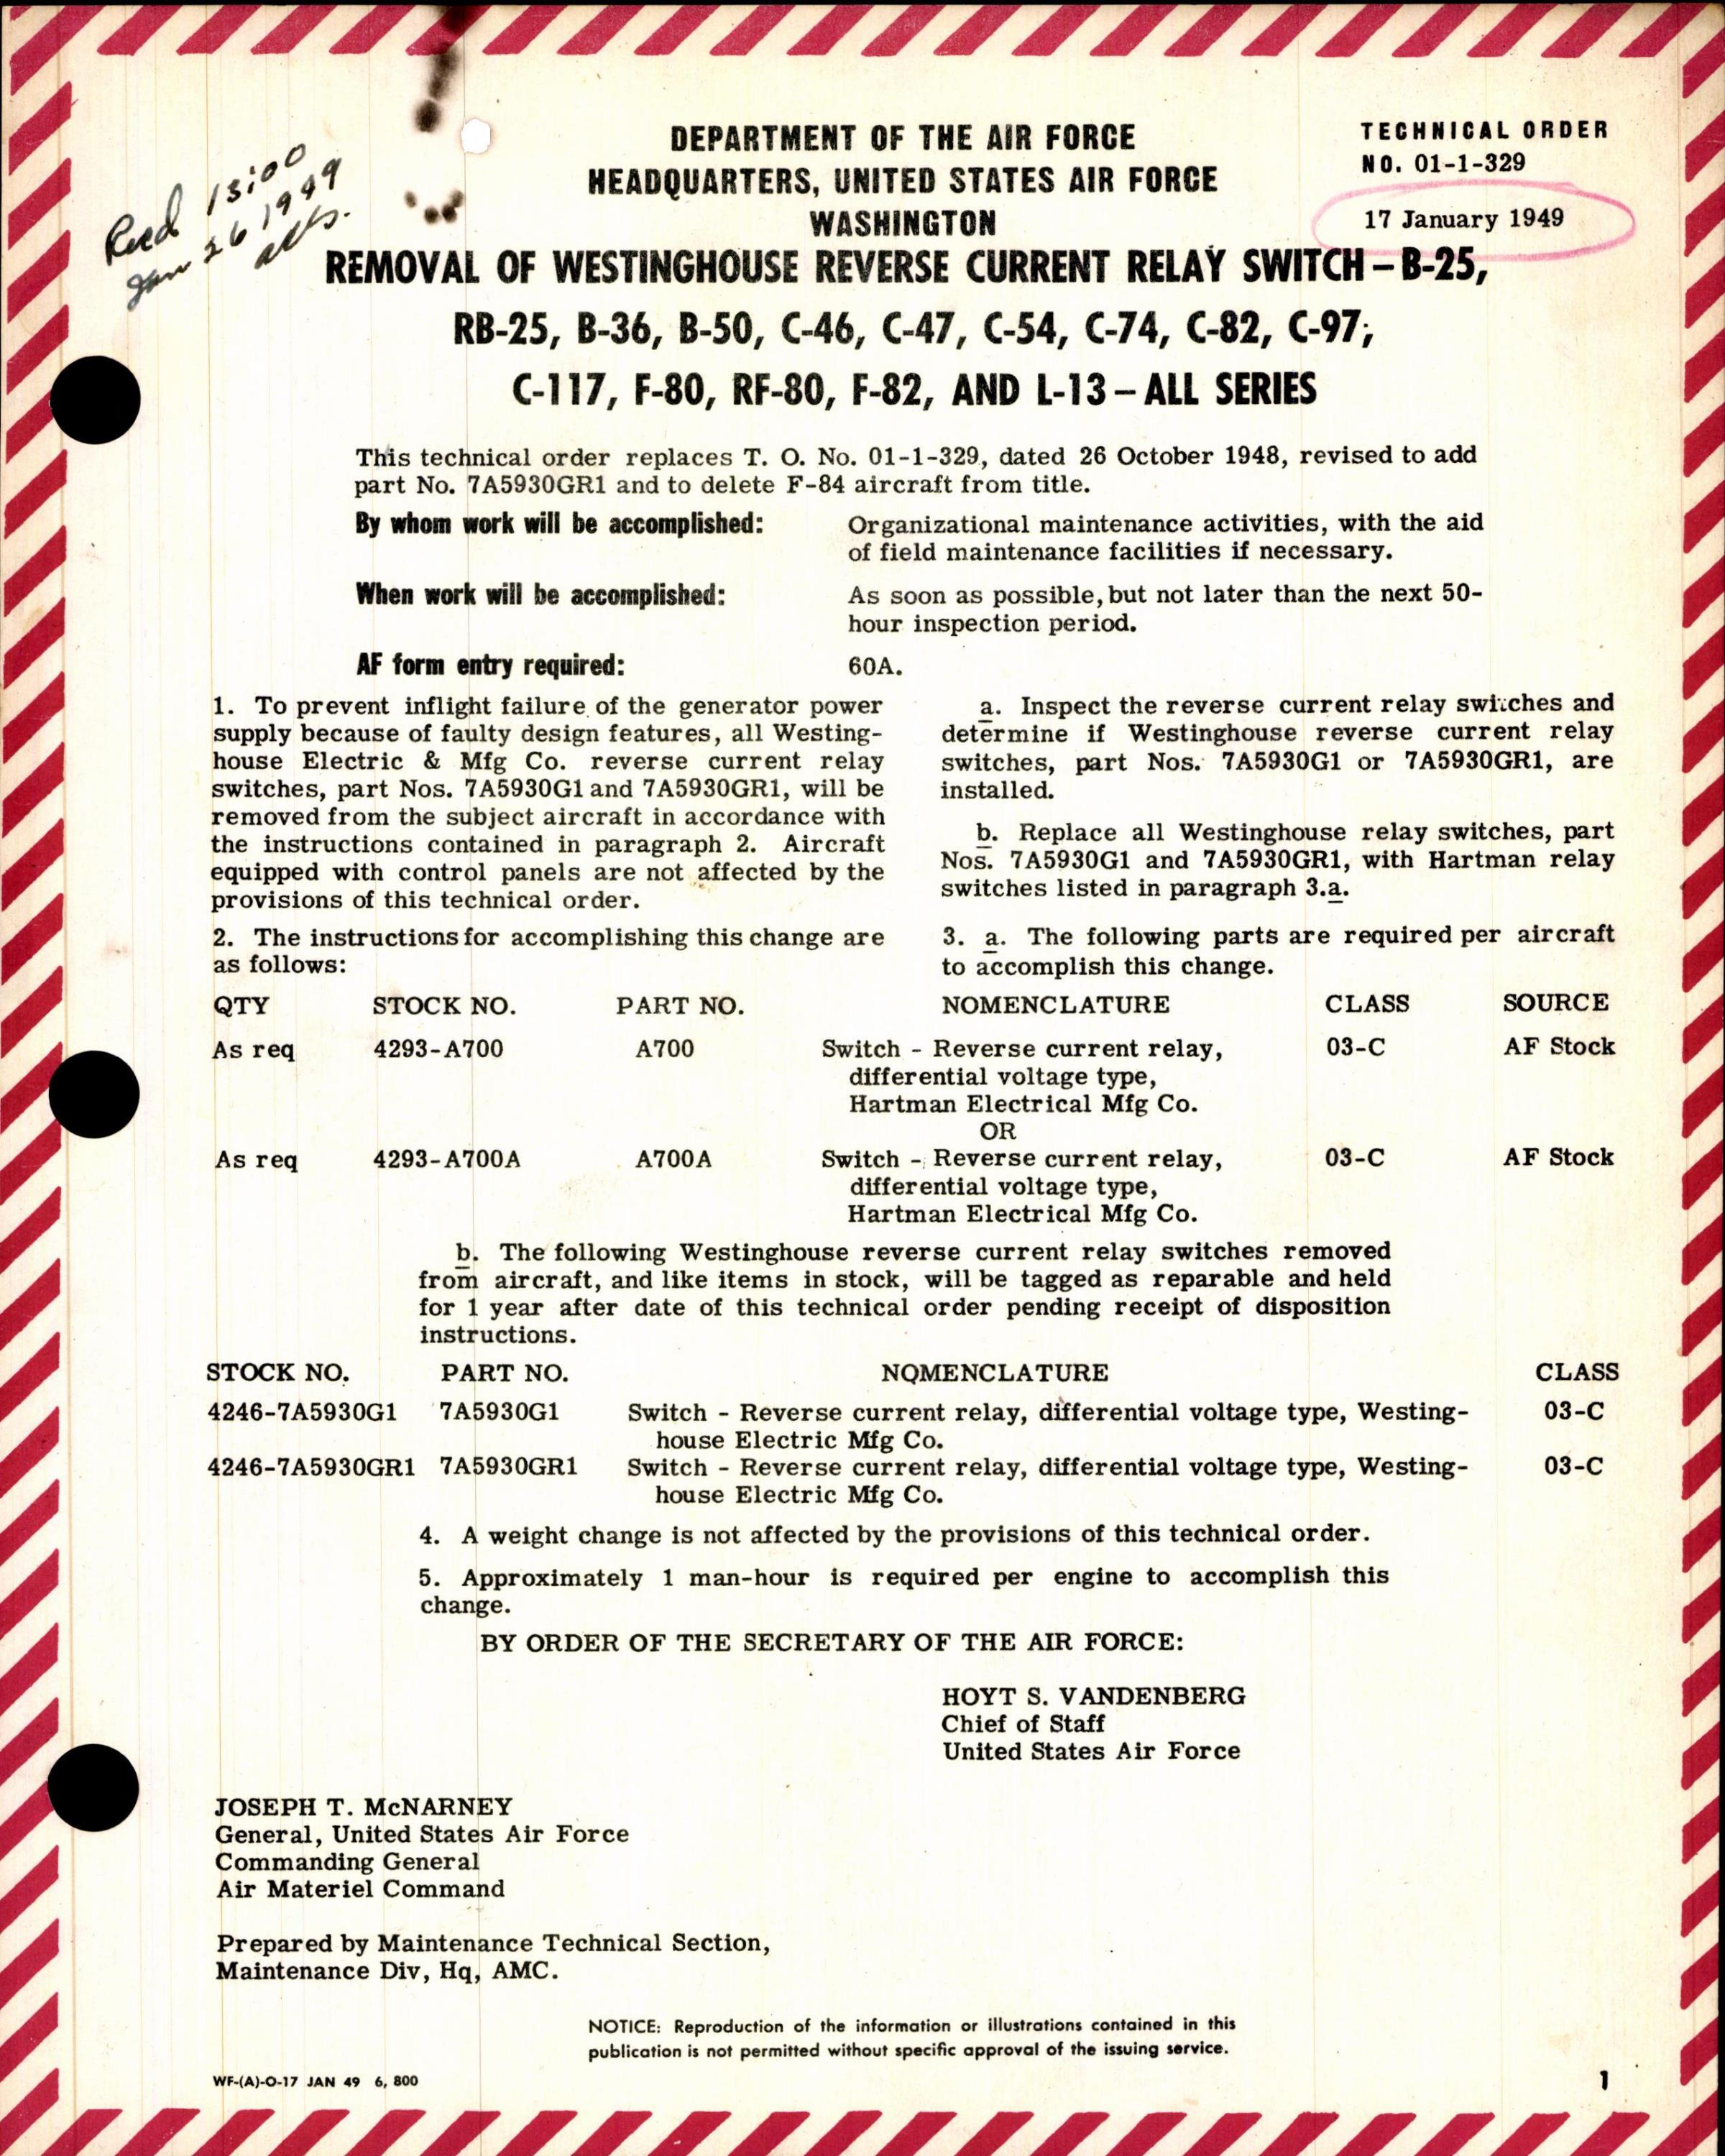 DEPARTMENT OF THE AIR FORCE
HEADQUARTERS, UNITED STATES AIR FORCE
WASHINGTON
TECHNICAL ORDER
NO. 01-1-329
17 January 1949
Recd 13:00
Jan 26 1949
REMOVAL OF WESTINGHOUSE REVERSE CURRENT RELAY SWITCH – B-25,
RB-25, B-36, B-50, C-46, C-47, C-54, C-74, C-82, C-97,
C-117, F-80, RF-80, F-82, AND L-13 – ALL SERIES
This technical order replaces T. O. No. 01-1-329, dated 26 October 1948, revised to add
part No. 7A5930GR1 and to delete F-84 aircraft from title.
By whom work will be accomplished: Organizational maintenance activities, with the aid
of field maintenance facilities if necessary.
When work will be accomplished: As soon as possible, but not later than the next 50-
hour inspection period.
AF form entry required: 60A.
1. To prevent inflight failure of the generator power
supply because of faulty design features, all Westing-
house Electric & Mfg Co. reverse current relay
switches, part Nos. 7A5930G1 and 7A5930GR1, will be
removed from the subject aircraft in accordance with
the instructions contained in paragraph 2. Aircraft
equipped with control panels are not affected by the
provisions of this technical order.
2. The instructions for accomplishing this change are
as follows:
a. Inspect the reverse current relay switches and
determine if Westinghouse reverse current relay
switches, part Nos. 7A5930G1 or 7A5930GR1, are
installed.
b. Replace all Westinghouse relay switches, part
Nos. 7A5930G1 and 7A5930GR1, with Hartman relay
switches listed in paragraph 3.a.
3. a. The following parts are required per aircraft
to accomplish this change.
QTY STOCK NO. PART NO. NOMENCLATURE CLASS SOURCE
As req 4293-A700 A700 Switch - Reverse current relay, 03-C AF Stock
differential voltage type,
Hartman Electrical Mfg Co.
OR
As req 4293-A700A A700A Switch - Reverse current relay, 03-C AF Stock
differential voltage type,
Hartman Electrical Mfg Co.
b. The following Westinghouse reverse current relay switches removed
from aircraft, and like items in stock, will be tagged as reparable and held
for 1 year after date of this technical order pending receipt of disposition
instructions.
STOCK NO. PART NO. NOMENCLATURE CLASS
4246-7A5930G1 7A5930G1 Switch - Reverse current relay, differential voltage type, Westing- 03-C
house Electric Mfg Co.
4246-7A5930GR1 7A5930GR1 Switch - Reverse current relay, differential voltage type, Westing- 03-C
house Electric Mfg Co.
4. A weight change is not affected by the provisions of this technical order.
5. Approximately 1 man-hour is required per engine to accomplish this
change.
BY ORDER OF THE SECRETARY OF THE AIR FORCE:
HOYT S. VANDENBERG
Chief of Staff
United States Air Force
JOSEPH T. McNARNEY
General, United States Air Force
Commanding General
Air Materiel Command
Prepared by Maintenance Technical Section,
Maintenance Div, Hq, AMC.
NOTICE: Reproduction of the information or illustrations contained in this
publication is not permitted without specific approval of the issuing service.
WF-(A)-O-17 JAN 49 6, 800
1